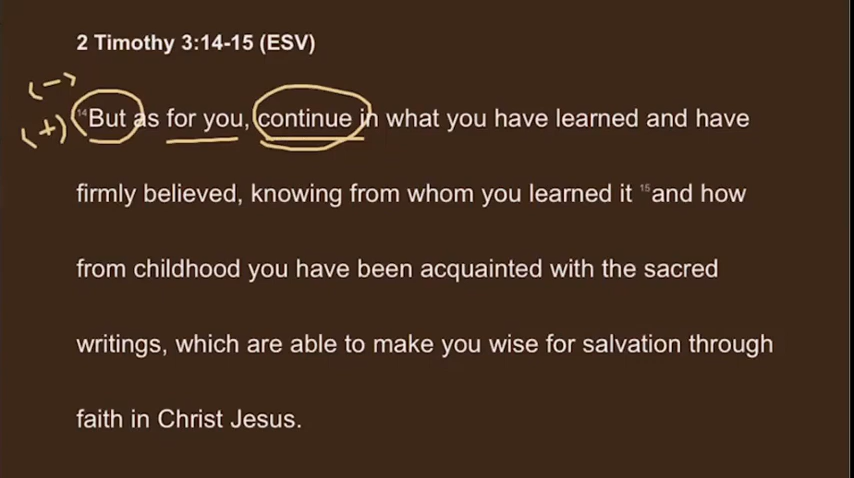 2 Timothy 3:14-15 (ESV)
(-)
(+) 14But as for you, continue in what you have learned and have
firmly believed, knowing from whom you learned it 15and how
from childhood you have been acquainted with the sacred
writings, which are able to make you wise for salvation through
faith in Christ Jesus.